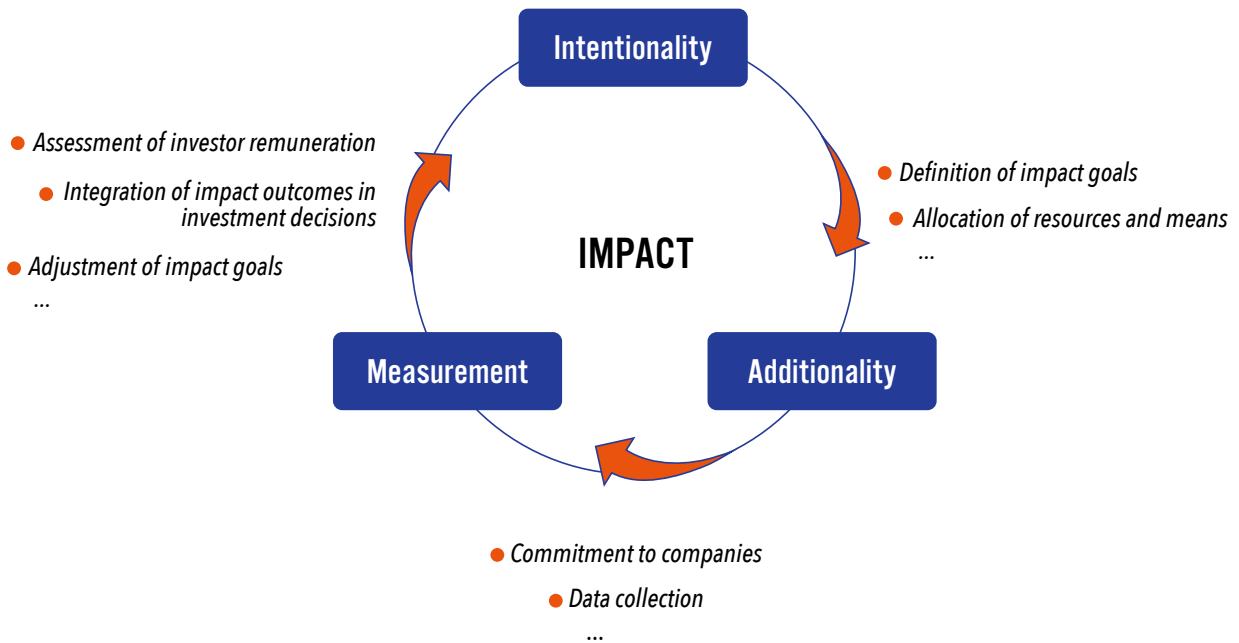 Intentionality
Assessment of investor remuneration
Integration of impact outcomes in
investment decisions
Adjustment of impact goals
...
Definition of impact goals
Allocation of resources and means
...
IMPACT
Measurement
Additionality
Commitment to companies
Data collection
...